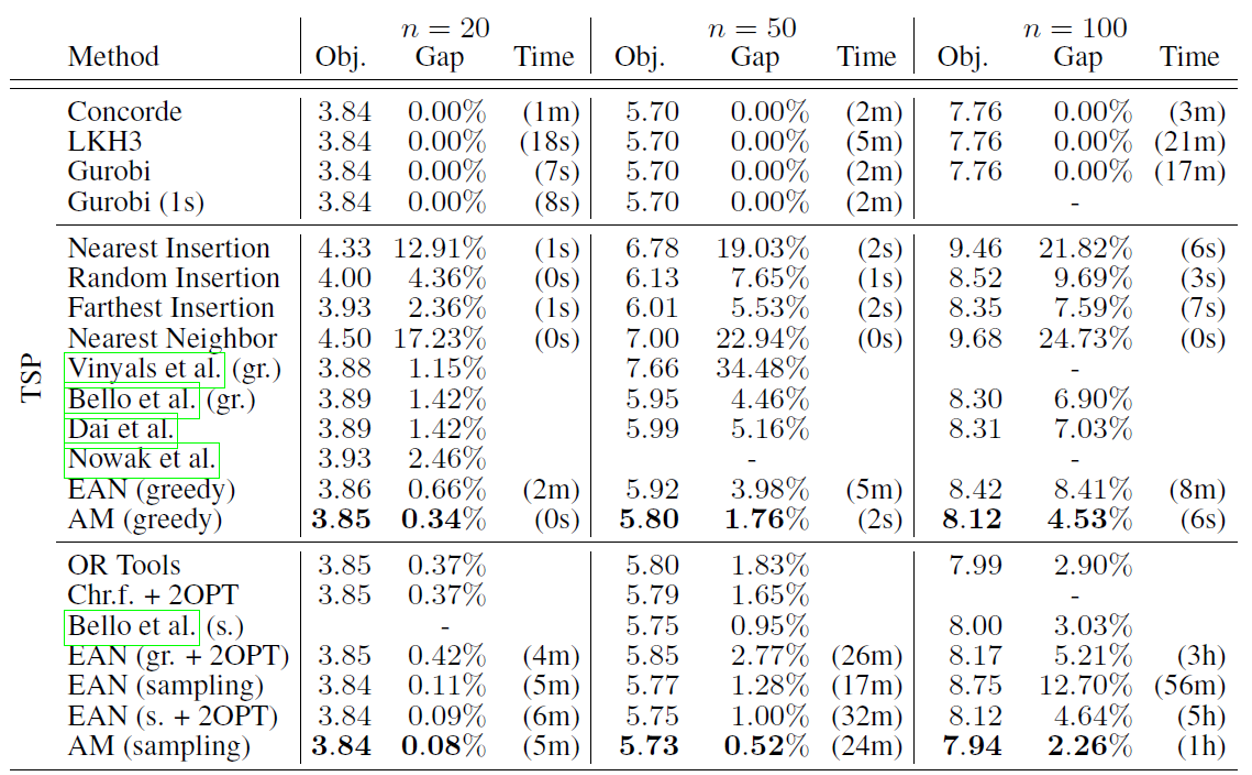 n = 20 n = 50 n = 100
Method Obj. Gap Time Obj. Gap Time Obj. Gap Time
TSP
Concorde 3.84 0.00% (1m) 5.70 0.00% (2m) 7.76 0.00% (3m)
LKH3 3.84 0.00% (18s) 5.70 0.00% (5m) 7.76 0.00% (21m)
Gurobi 3.84 0.00% (7s) 5.70 0.00% (2m) 7.76 0.00% (17m)
Gurobi (1s) 3.84 0.00% (8s) 5.70 0.00% (2m) -
Nearest Insertion 4.33 12.91% (1s) 6.78 19.03% (2s) 9.46 21.82% (6s)
Random Insertion 4.00 4.36% (0s) 6.13 7.65% (1s) 8.52 9.69% (3s)
Farthest Insertion 3.93 2.36% (1s) 6.01 5.53% (2s) 8.35 7.59% (7s)
Nearest Neighbor 4.50 17.23% (0s) 7.00 22.94% (0s) 9.68 24.73% (0s)
Vinyals et al. (gr.) 3.88 1.15% 7.66 34.48% -
Bello et al. (gr.) 3.89 1.42% 5.95 4.46% 8.30 6.90%
Dai et al. 3.89 1.42% 5.99 5.16% 8.31 7.03%
Nowak et al. 3.93 2.46% - -
EAN (greedy) 3.86 0.66% (2m) 5.92 3.98% (5m) 8.42 8.41% (8m)
AM (greedy) 3.85 0.34% (0s) 5.80 1.76% (2s) 8.12 4.53% (6s)
OR Tools 3.85 0.37% 5.80 1.83% 7.99 2.90%
Chr.f. + 2OPT 3.85 0.37% 5.79 1.65% -
Bello et al. (s.) - 5.75 0.95% 8.00 3.03%
EAN (gr. + 2OPT) 3.85 0.42% (4m) 5.85 2.77% (26m) 8.17 5.21% (3h)
EAN (sampling) 3.84 0.11% (5m) 5.77 1.28% (17m) 8.75 12.70% (56m)
EAN (s. + 2OPT) 3.84 0.09% (6m) 5.75 1.00% (32m) 8.12 4.64% (5h)
AM (sampling) 3.84 0.08% (5m) 5.73 0.52% (24m) 7.94 2.26% (1h)